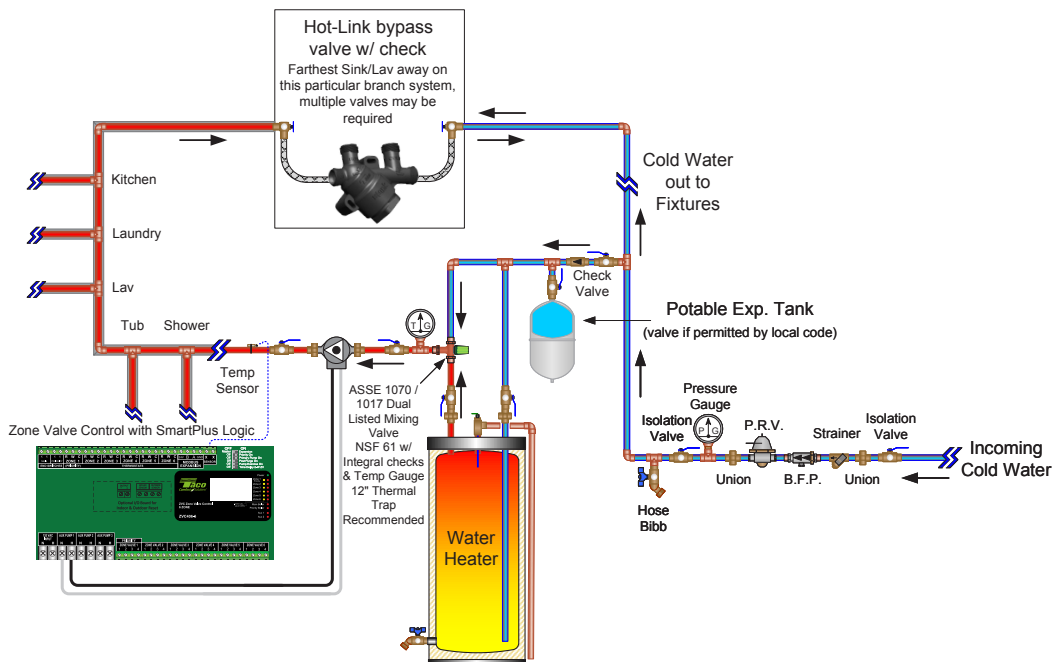 Hot-Link bypass
valve w/ check
Farthest Sink/Lav away on
this particular branch system,
multiple valves may be
required
Kitchen
Laundry
Lav
Tub
Shower
Cold Water
out to
Fixtures
Check
Valve
Potable Exp. Tank
(valve if permitted by local code)
T G
Temp
Sensor
ASSE 1070 /
1017 Dual
Listed Mixing
Valve
NSF 61 w/
Integral checks
& Temp Gauge
12" Thermal
Trap
Recommended
Zone Valve Control with SmartPlus Logic
Taco
Water
Heater
Pressure
Gauge
P G
Isolation
Valve
P.R.V.
Strainer
Isolation
Valve
Incoming
Cold Water
Union
B.F.P.
Union
Hose
Bibb